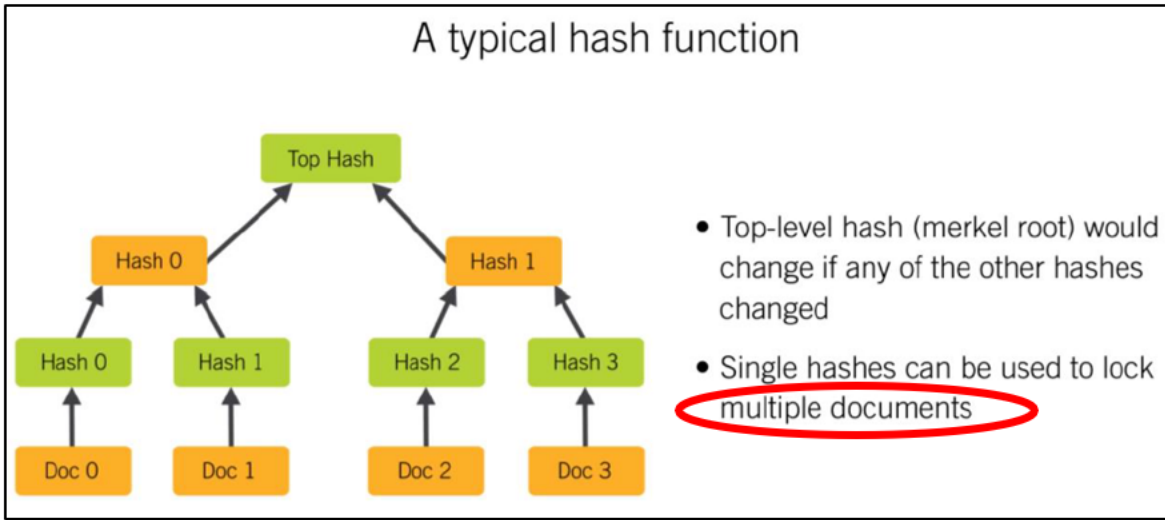 A typical hash function
Top Hash
Hash 0
Hash 1
Hash 0
Hash 1
Hash 2
Hash 3
Doc 0
Doc 1
Doc 2
Doc 3
• Top-level hash (merkel root) would
change if any of the other hashes
changed
• Single hashes can be used to lock
multiple documents